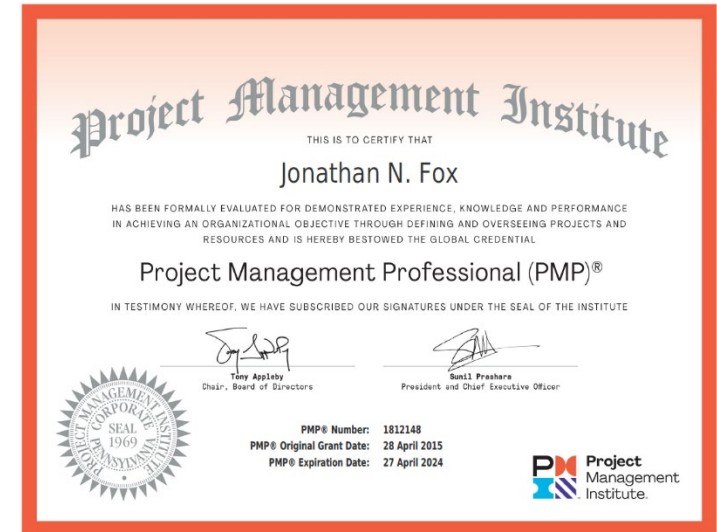 Project Management Institute
THIS IS TO CERTIFY THAT
Jonathan N. Fox
HAS BEEN FORMALLY EVALUATED FOR DEMONSTRATED EXPERIENCE, KNOWLEDGE AND PERFORMANCE
IN ACHIEVING AN ORGANIZATIONAL OBJECTIVE THROUGH DEFINING AND OVERSEEING PROJECTS AND
RESOURCES AND IS HEREBY BESTOWED THE GLOBAL CREDENTIAL
Project Management Professional (PMP)®
IN TESTIMONY WHEREOF, WE HAVE SUBSCRIBED OUR SIGNATURES UNDER THE SEAL OF THE INSTITUTE
Tony Appleby
Chair, Board of Directors
Sunil Prashara
President and Chief Executive Officer
PROJECT MANAGEMENT INSTITUTE
CORPORATE
SEAL
1969
PENNSYLVANIA
PMP® Number: 1812148
PMP® Original Grant Date: 28 April 2015
PMP® Expiration Date: 27 April 2024
Project
Management
Institute.